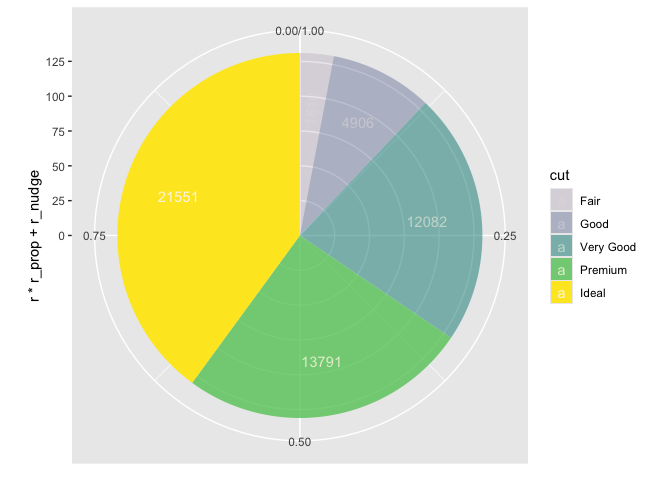 0.00/1.00
125
100
75
50
25
0
r * r_prop + r_nudge
0.75
0.25
0.50
4906
12082
13791
21551
cut
Fair
a Good
a Very Good
a Premium
a Ideal